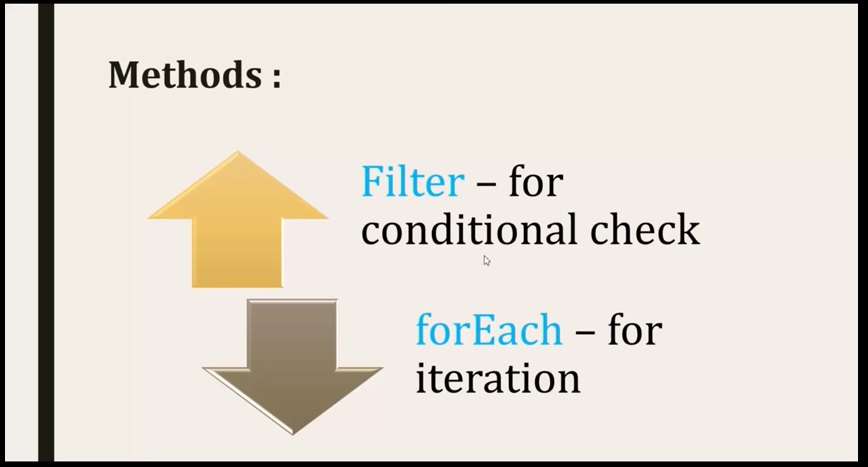 Methods :
Filter – for
conditional check
forEach – for
iteration